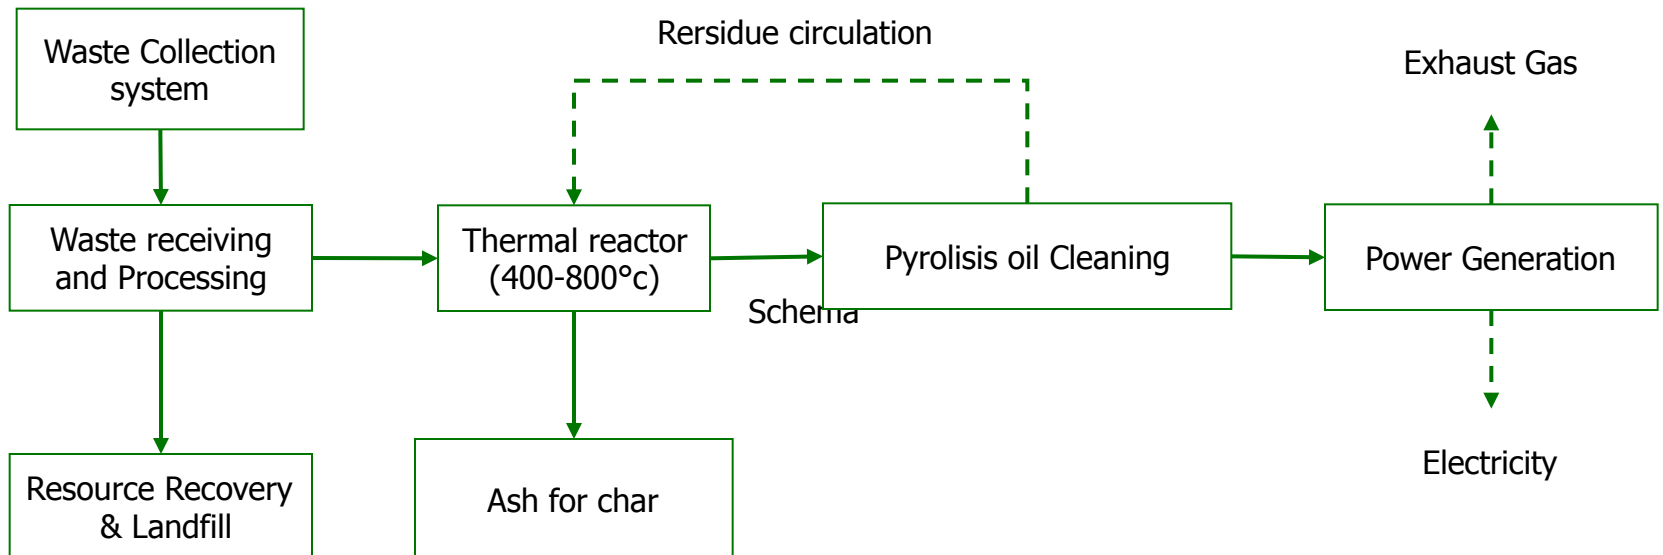 Waste Collection
system
Rersidue circulation
Exhaust Gas
Waste receiving
and Processing
Thermal reactor
(400-800°c)
Pyrolisis oil Cleaning
Power Generation
Schema
Resource Recovery
& Landfill
Ash for char
Electricity